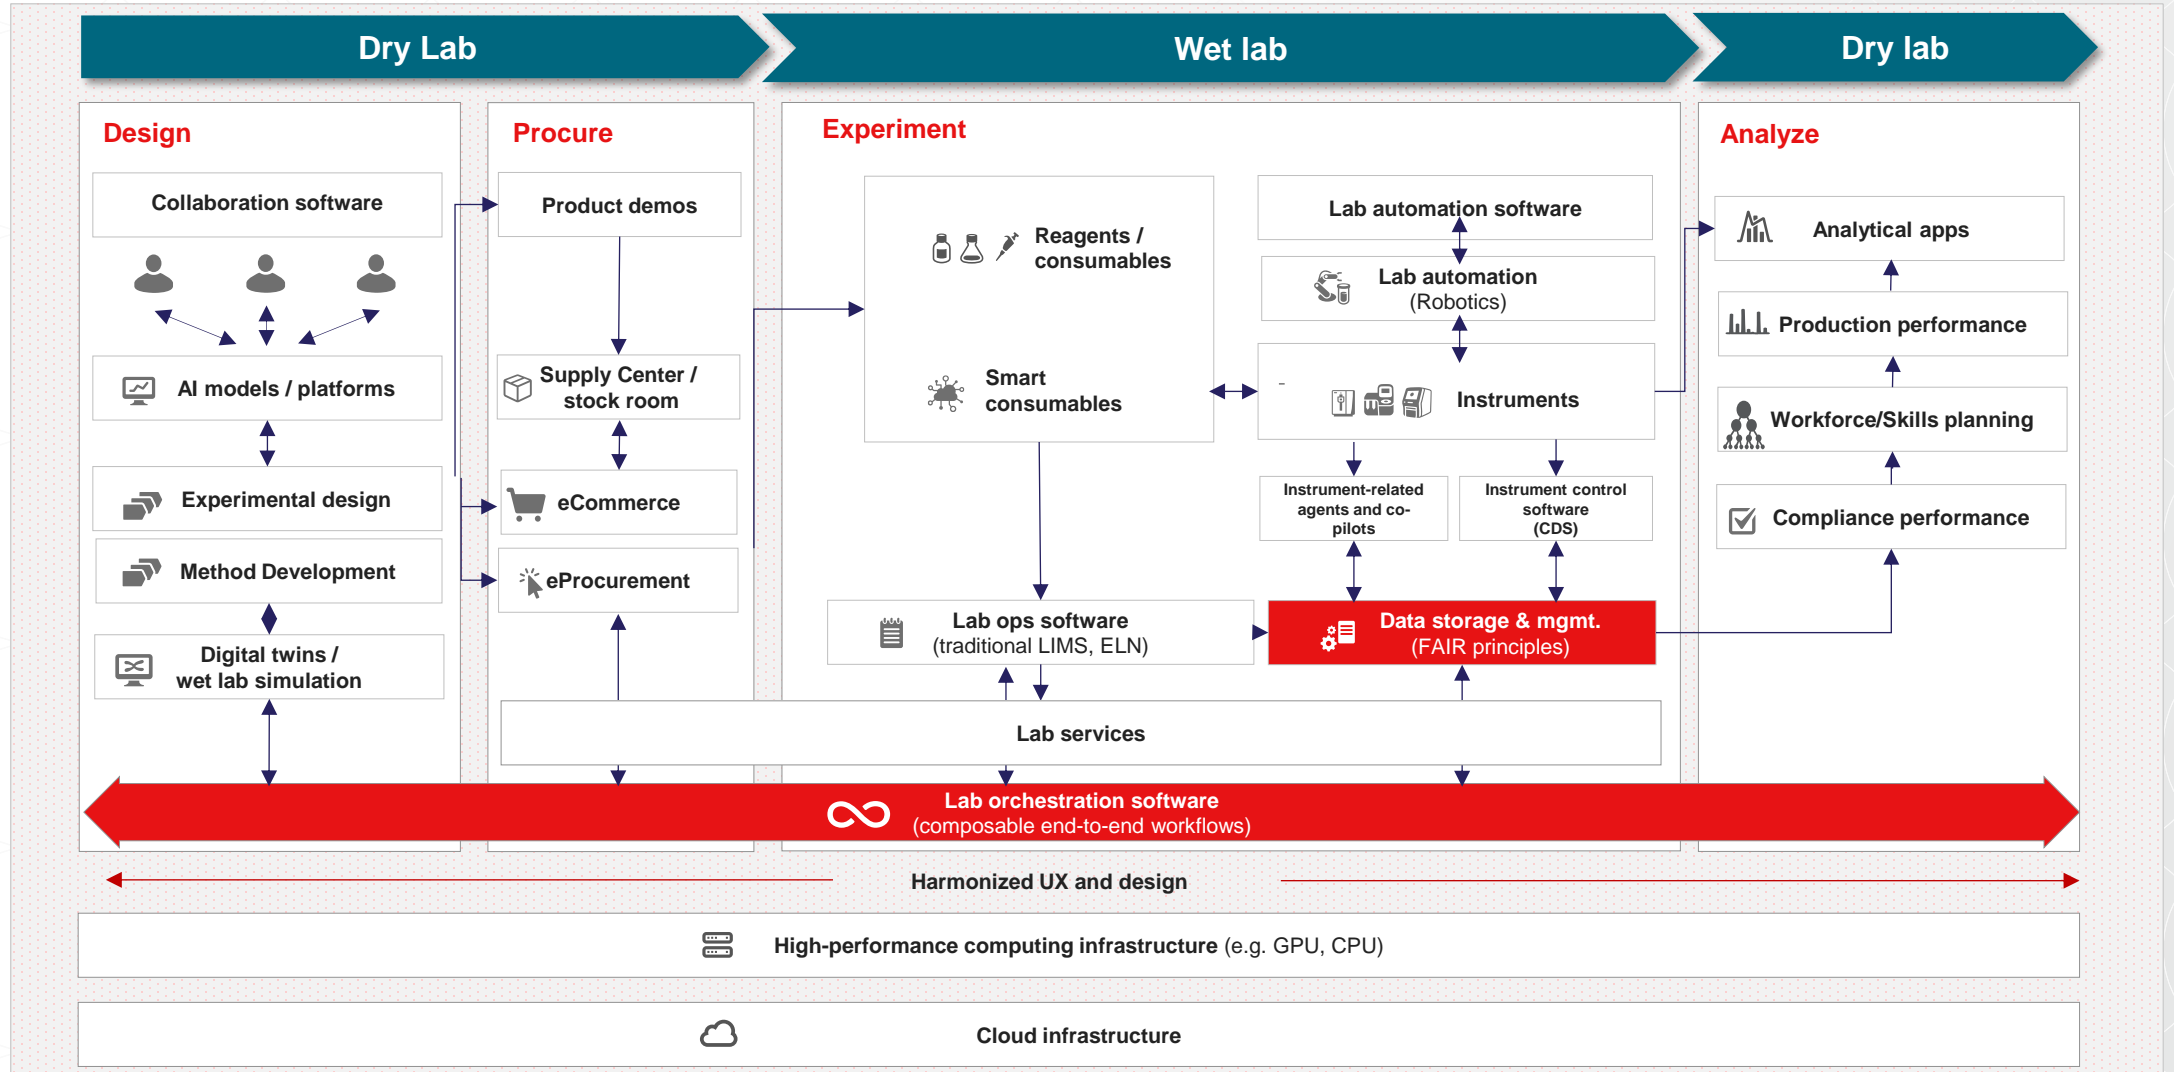 Dry Lab
Wet lab
Dry lab
Design
Collaboration software
AI models / platforms
Experimental design
Method Development
Digital twins /
wet lab simulation
Procure
Product demos
Supply Center /
stock room
eCommerce
eProcurement
Experiment
Reagents /
consumables
Smart
consumables
Lab automation software
Lab automation
(Robotics)
-
Instruments
Instrument-related
agents and co-
pilots
Instrument control
software
(CDS)
Lab ops software
(traditional LIMS, ELN)
Data storage & mgmt.
(FAIR principles)
Lab services
Analyze
Analytical apps
Production performance
Workforce/Skills planning
Compliance performance
Lab orchestration software
(composable end-to-end workflows)
Harmonized UX and design
High-performance computing infrastructure (e.g. GPU, CPU)
Cloud infrastructure